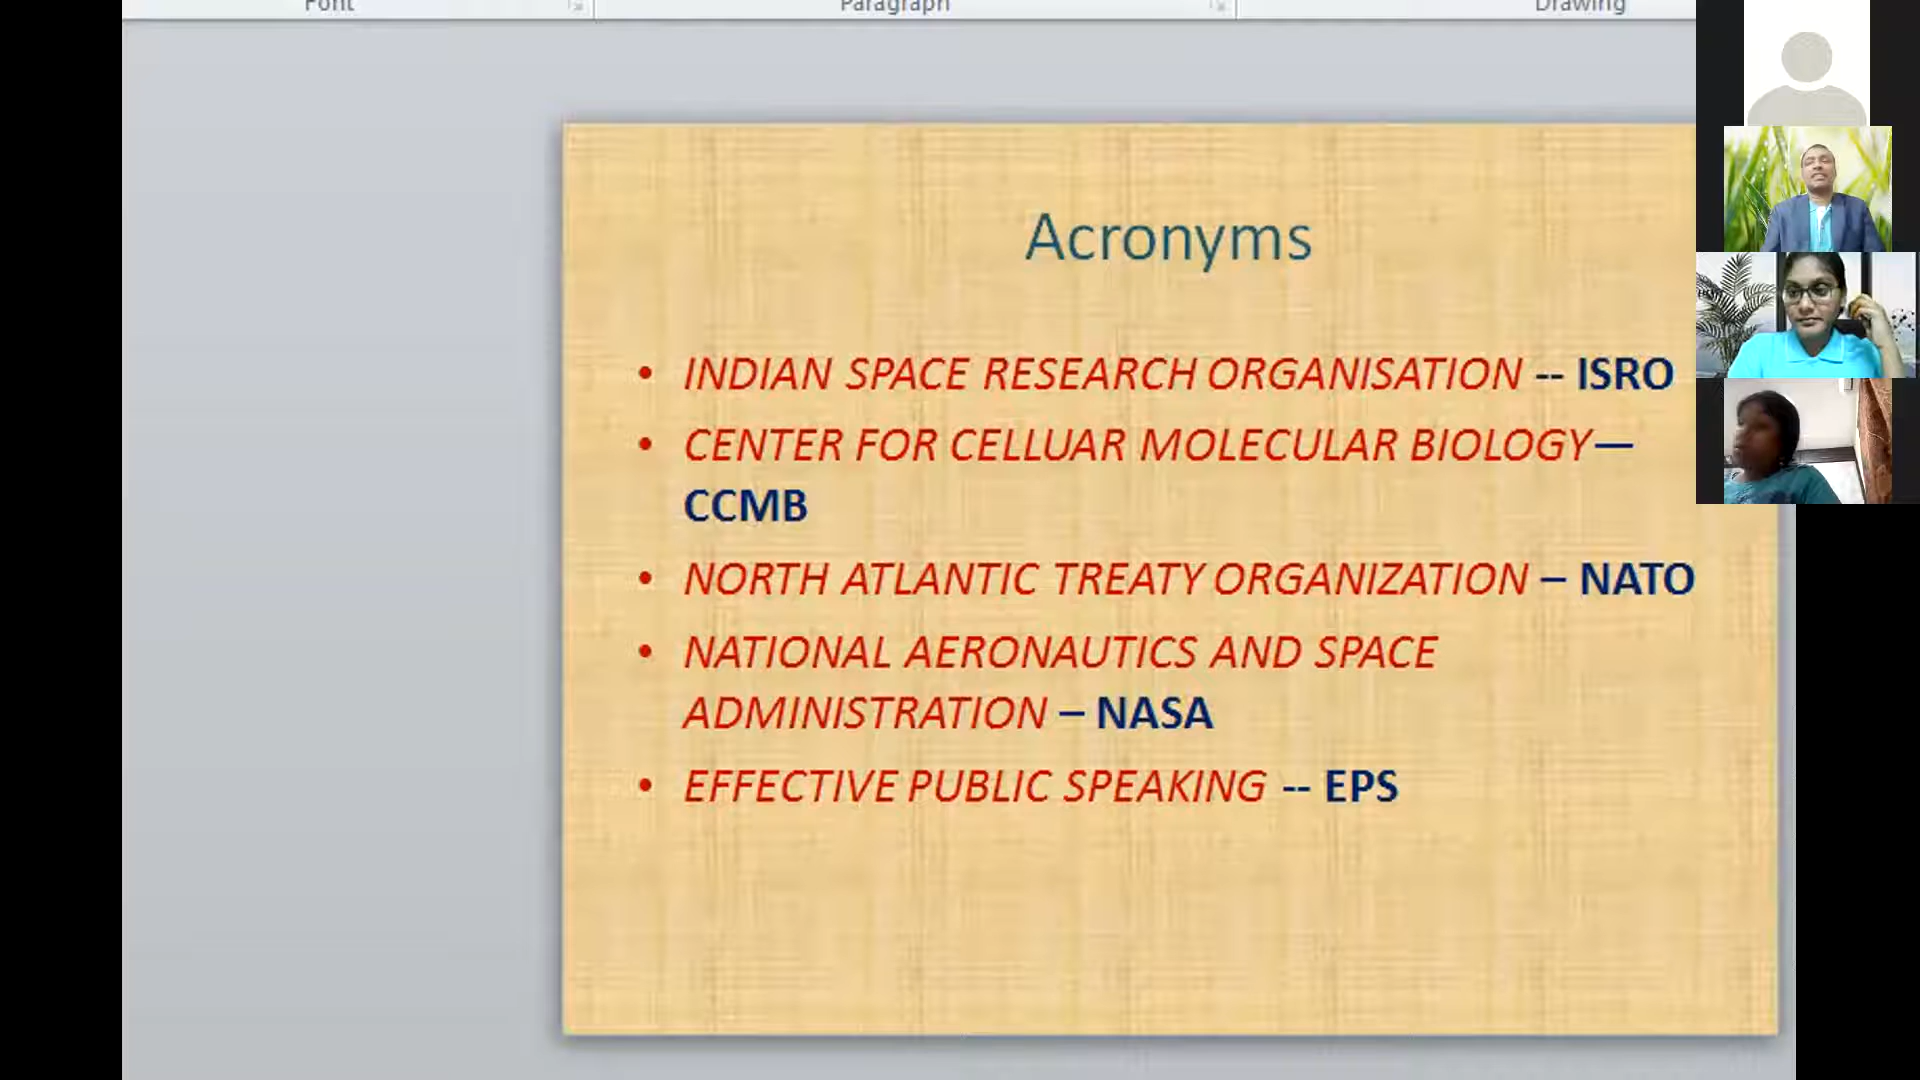 Font Paragraph Drawing
Acronyms
• INDIAN SPACE RESEARCH ORGANISATION -- ISRO
• CENTER FOR CELLUAR MOLECULAR BIOLOGY—
CCMB
• NORTH ATLANTIC TREATY ORGANIZATION – NATO
• NATIONAL AERONAUTICS AND SPACE
ADMINISTRATION – NASA
• EFFECTIVE PUBLIC SPEAKING -- EPS